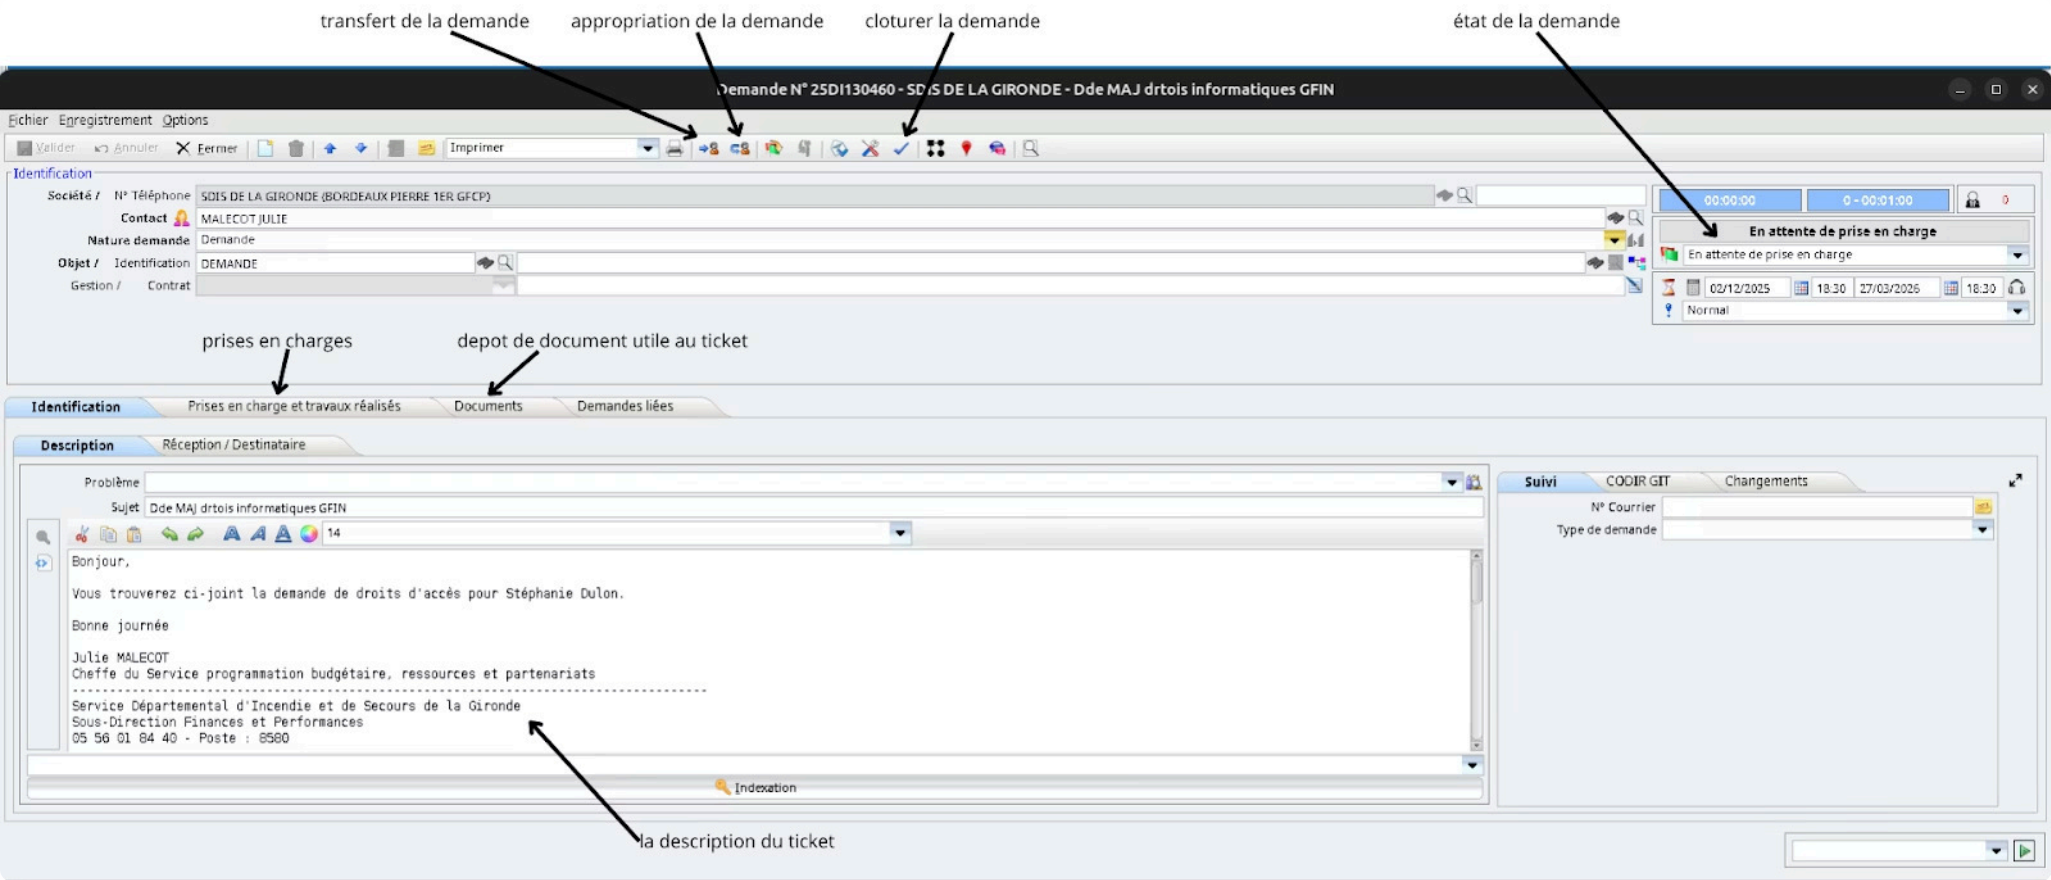 transfert de la demande
appropriation de la demande
cloturer la demande
état de la demande
Demande N° 25DI130460 - SDIS DE LA GIRONDE - Dde MAJ drtois informatiques GFIN
Fichier Enregistrement Options
Valider Annuler Fermer Imprimer
Identification
Société / N° Téléphone SDIS DE LA GIRONDE (BORDEAUX PIERRE 1ER GFCP)
00:00:00 0 - 00:01:00 0
Contact MALECOT JULIE
Nature demande Demande
En attente de prise en charge
Objet / Identification DEMANDE
En attente de prise en charge
Gestion / Contrat
02/12/2025 18:30 27/03/2026 18:30
Normal
prises en charges
depot de document utile au ticket
Identification Prises en charge et travaux réalisés Documents Demandes liées
Description Réception / Destinataire
Problème
Sujet Dde MAJ drtois informatiques GFIN
14
Bonjour,
Vous trouverez ci-joint la demande de droits d'accès pour Stéphanie Dulon.
Bonne journée
Julie MALECOT
Cheffe du Service programmation budgétaire, ressources et partenariats
-----------------------------------------------------------------------------------
Service Départemental d'Incendie et de Secours de la Gironde
Sous-Direction Finances et Performances
05 56 01 84 40 - Poste : 8580
Indexation
Suivi CODIR GIT Changements
N° Courrier
Type de demande
la description du ticket